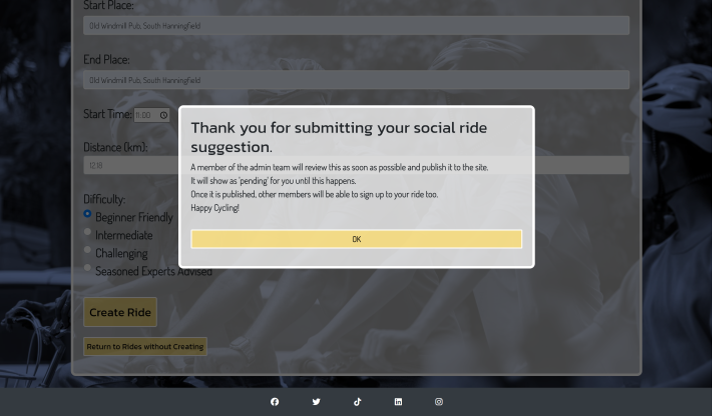 Start Place:
Old Windmill Pub, South Hanningfield
End Place:
Old Windmill Pub, South Hanningfield
Start Time:
Distance (km):
Thank you for submitting your social ride
suggestion.
A member of the admin team will review this as soon as possible and publish it to the site.
It will show as 'pending' for you until this happens.
Once it is published, other members will be able to sign up to your ride too.
Happy Cycling!
OK
Difficulty:
Beginner Friendly
Intermediate
Challenging
Seasoned Experts Advised
Create Ride
Return to Rides without Creating